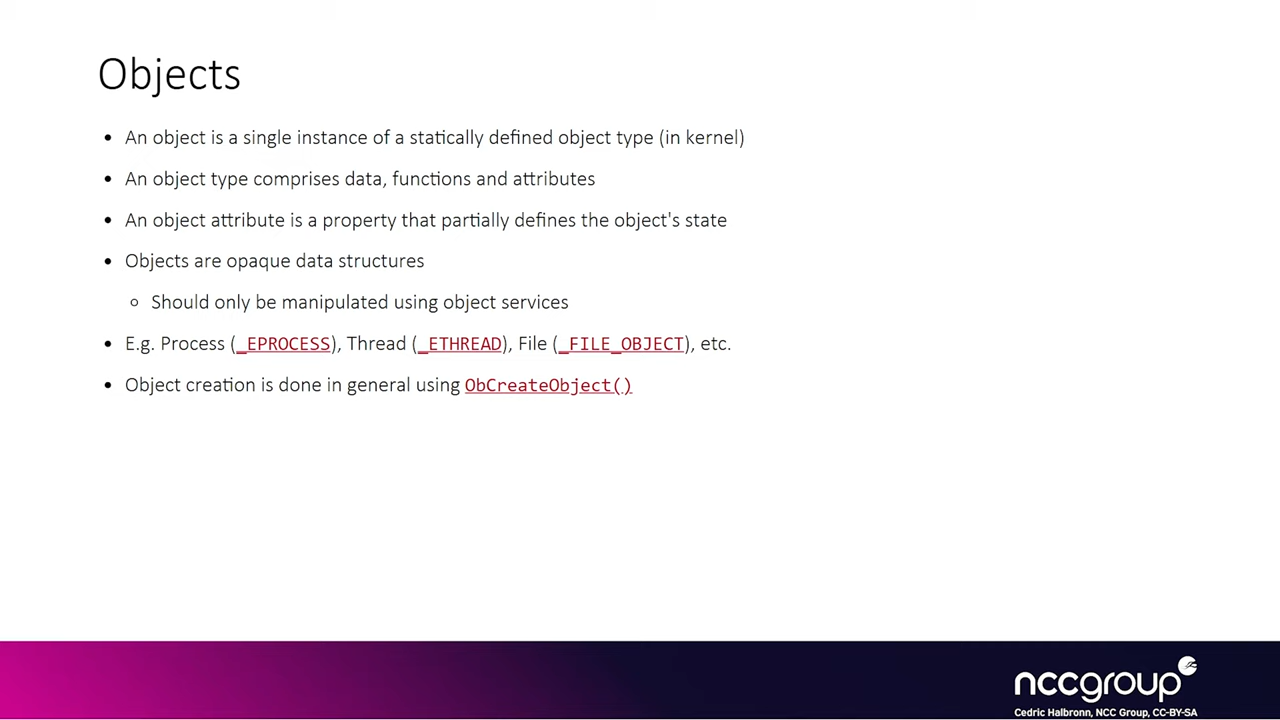 Objects
• An object is a single instance of a statically defined object type (in kernel)
• An object type comprises data, functions and attributes
• An object attribute is a property that partially defines the object's state
• Objects are opaque data structures
◦ Should only be manipulated using object services
• E.g. Process (_EPROCESS), Thread (_ETHREAD), File (_FILE_OBJECT), etc.
• Object creation is done in general using ObCreateObject()
nccgroup
Cedric Halbronn, NCC Group, CC-BY-SA